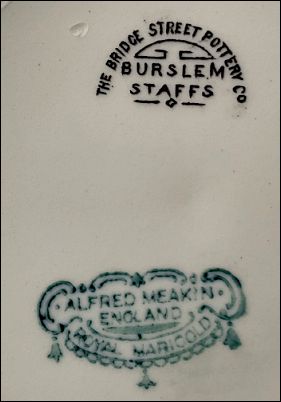 THE BRIDGE STREET POTTERY CO
BURSLEM
STAFFS
ALFRED MEAKIN
ENGLAND
ROYAL MARIGOLD